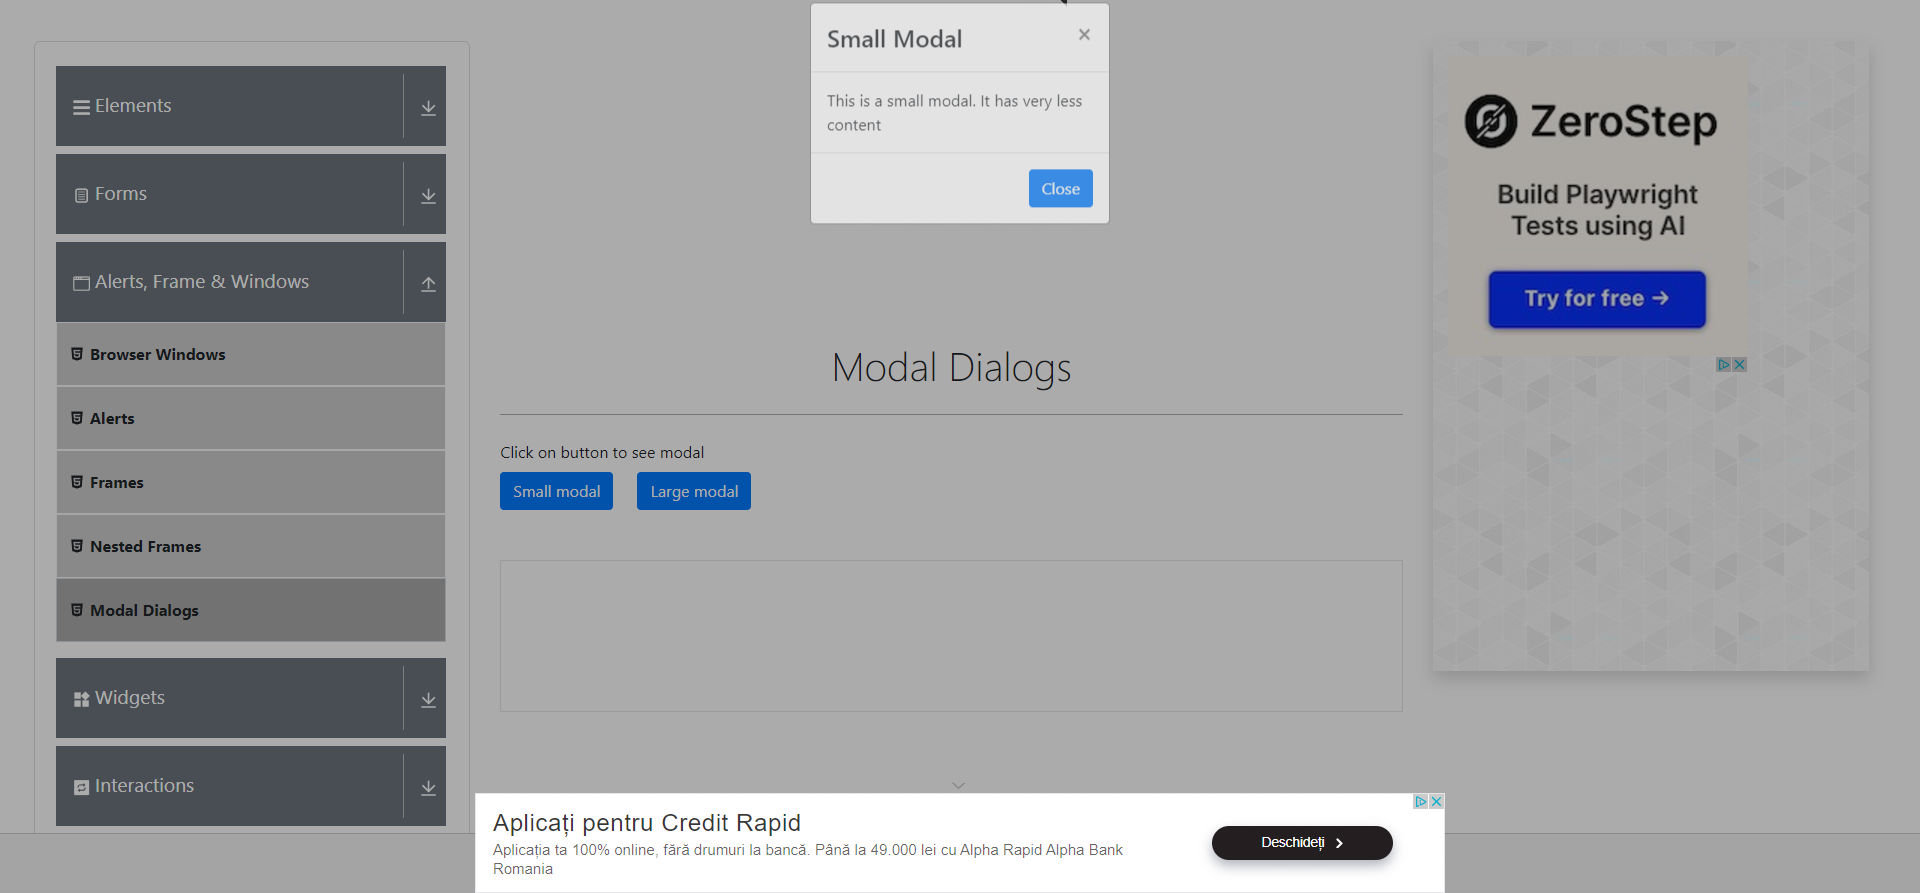 Small Modal
×
This is a small modal. It has very less
content
Close
Elements
Forms
Alerts, Frame & Windows
Browser Windows
Alerts
Frames
Nested Frames
Modal Dialogs
Widgets
Interactions
Modal Dialogs
Click on button to see modal
Small modal
Large modal
ZeroStep
Build Playwright
Tests using AI
Try for free →
Aplicați pentru Credit Rapid
Aplicația ta 100% online, fără drumuri la bancă. Până la 49.000 lei cu Alpha Rapid Alpha Bank
Romania
Deschideți